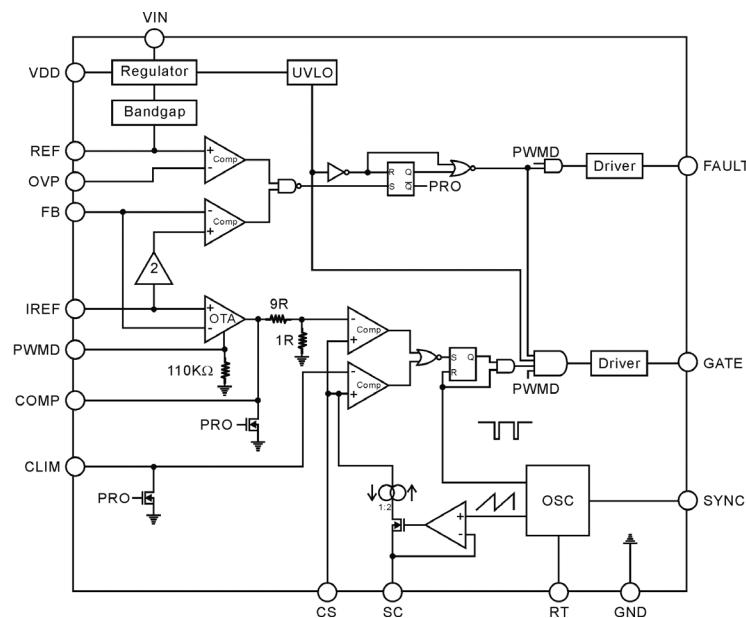 VIN
VDD
Regulator
UVLO
Bandgap
REF
+
-
Comp
PWMD
Driver
FAULT
OVP
R Q
S Q
PRO
FB
-
+
Comp
2
IREF
+
-
OTA
9R
1R
-
+
Comp
PWMD
110KΩ
-
+
Comp
S Q
R
Driver
GATE
PWMD
COMP
PRO
CLIM
PRO
1:2
+
-
OSC
SYNC
CS
SC
RT
GND